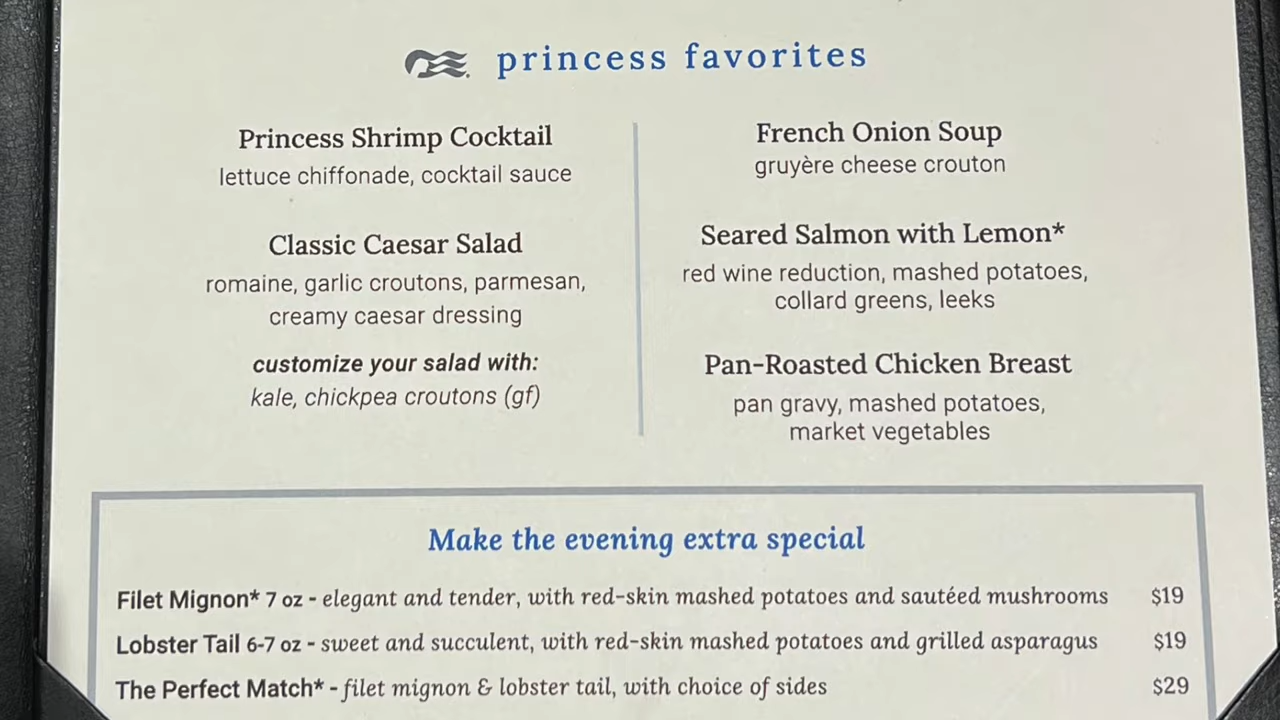 princess favorites
Princess Shrimp Cocktail
lettuce chiffonade, cocktail sauce
Classic Caesar Salad
romaine, garlic croutons, parmesan,
creamy caesar dressing
customize your salad with:
kale, chickpea croutons (gf)
French Onion Soup
gruyère cheese crouton
Seared Salmon with Lemon*
red wine reduction, mashed potatoes,
collard greens, leeks
Pan-Roasted Chicken Breast
pan gravy, mashed potatoes,
market vegetables
Make the evening extra special
Filet Mignon* 7 oz - elegant and tender, with red-skin mashed potatoes and sautéed mushrooms $19
Lobster Tail 6-7 oz - sweet and succulent, with red-skin mashed potatoes and grilled asparagus $19
The Perfect Match* - filet mignon & lobster tail, with choice of sides $29